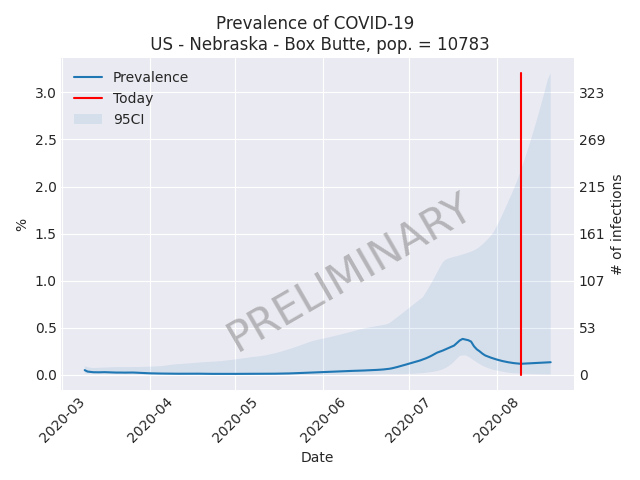 Prevalence of COVID-19
US - Nebraska - Box Butte, pop. = 10783
Prevalence
Today
95CI
PRELIMINARY
%
3.0
2.5
2.0
1.5
1.0
0.5
0.0
# of infections
323
269
215
161
107
53
0
2020-03
2020-04
2020-05
2020-06
2020-07
2020-08
Date